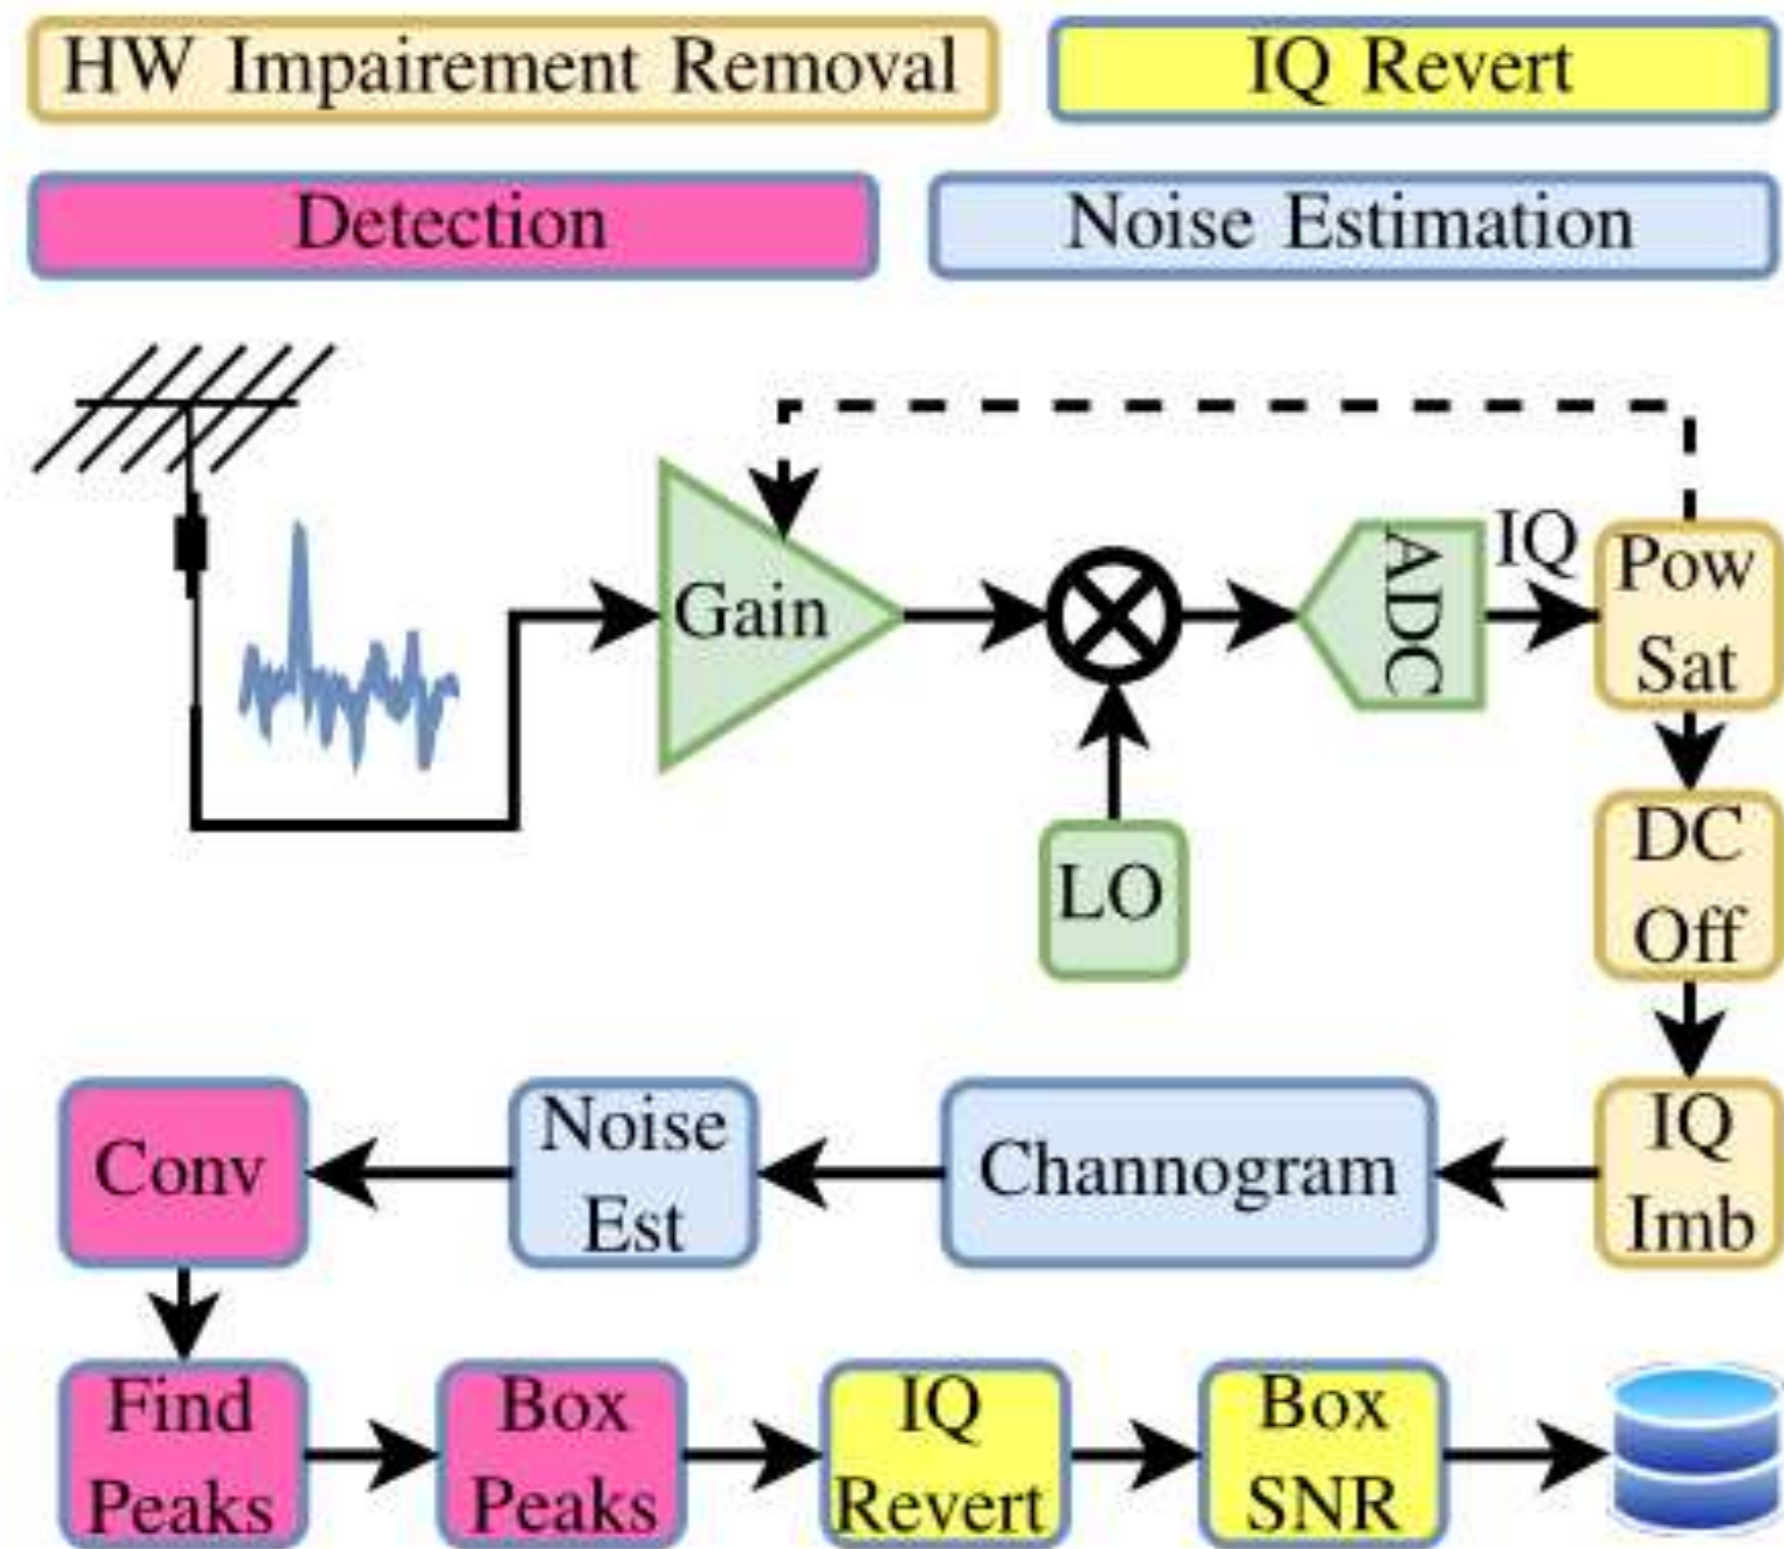 HW Impairement Removal
IQ Revert
Detection
Noise Estimation
Gain
ADC
IQ
Pow
Sat
LO
DC
Off
IQ
Imb
Channogram
Noise
Est
Conv
Find
Peaks
Box
Peaks
IQ
Revert
Box
SNR